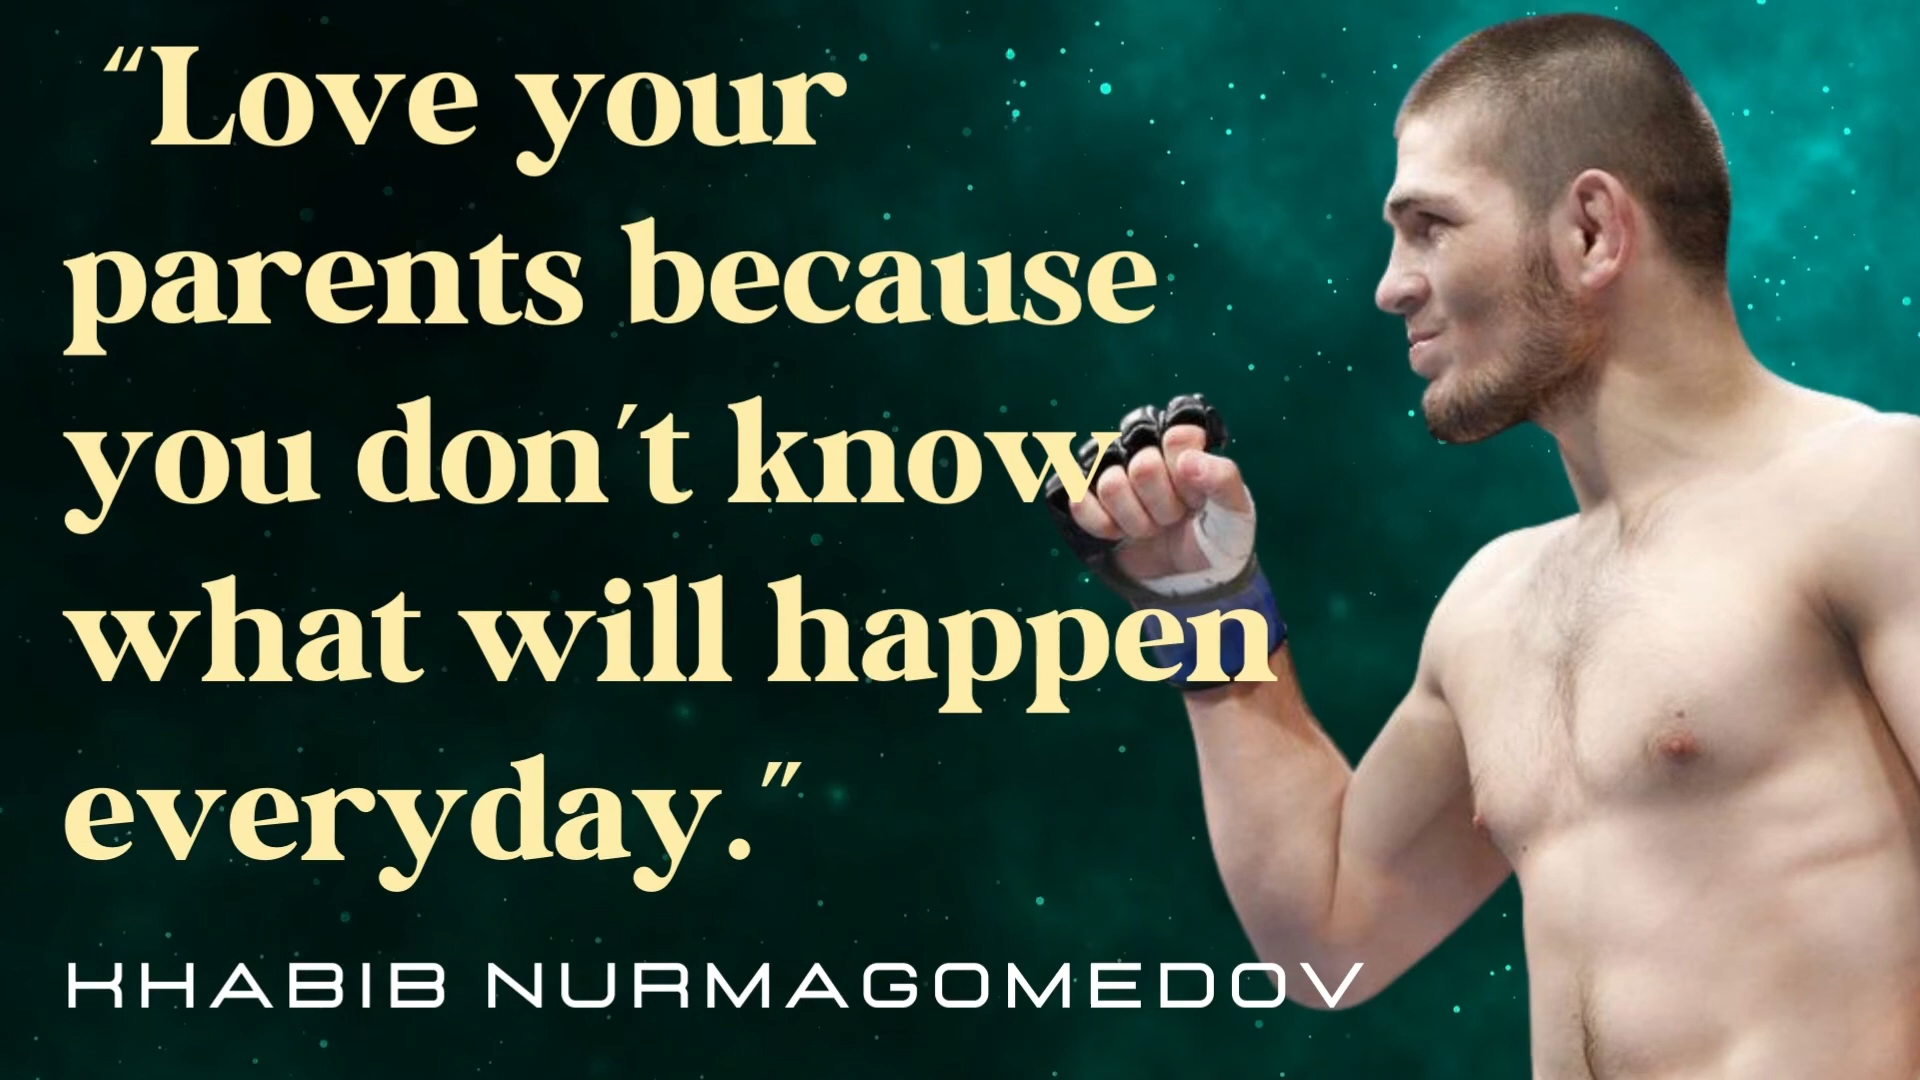 “Love your
parents because
you don't know
what will happen
everyday."
KHABIB NURMAGOMEDOV